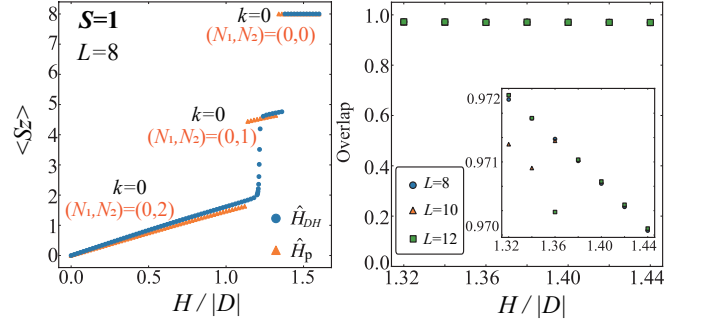 S=1
L=8
k=0
(N₁,N₂)=(0,0)
k=0
(N₁,N₂)=(0,1)
k=0
(N₁,N₂)=(0,2)
Ĥ_DH
Ĥ_p
<Sz>
8
7
6
5
4
3
2
1
0
0.0
0.5
1.0
1.5
H / |D|
Overlap
1.0
0.8
0.6
0.4
0.2
0.0
1.32
1.36
1.40
1.44
H / |D|
L=8
L=10
L=12
0.972
0.971
0.970
1.32
1.36
1.40
1.44